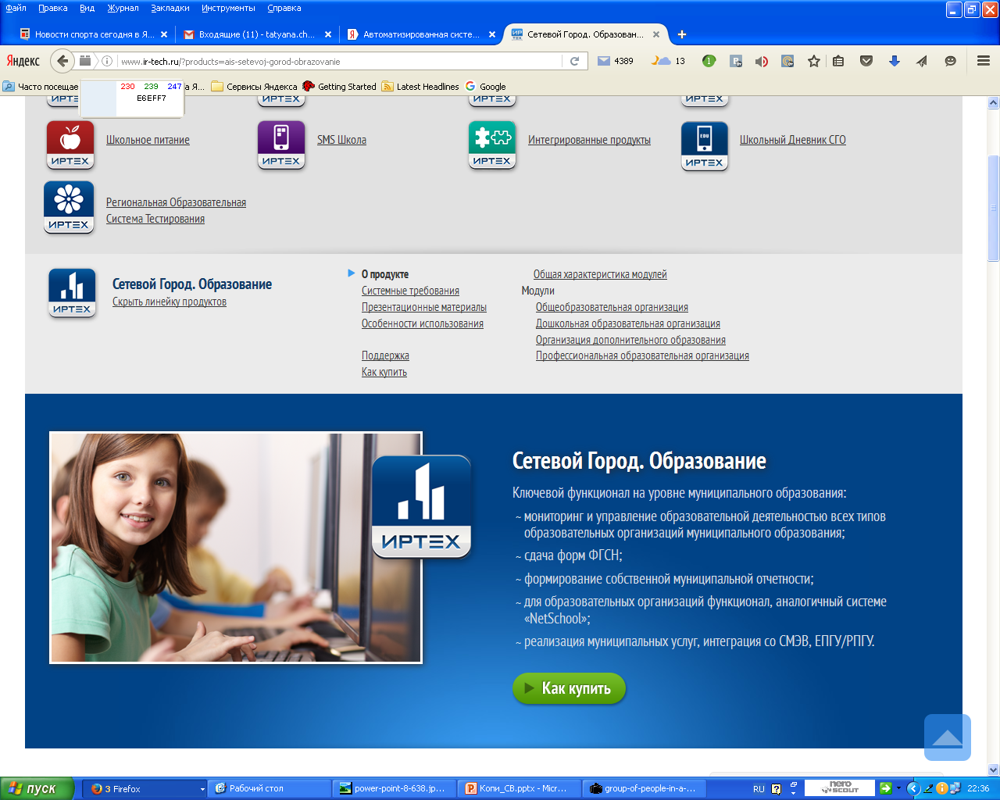 Файл Правка Вид Журнал Закладки Инструменты Справка
Новости спорта сегодня в Я... Входящие (11) - tatyana.ch... Автоматизированная систе... Сетевой Город. Образован...
Яндекс www.ir-tech.ru/?products=ais-setevoj-gorod-obrazovanie 4389 13 1
Часто посещае а Я... Сервисы Яндекса Getting Started Latest Headlines Google
230 239 247
E6EFF7
ИРТЕХ ИРТЕХ ИРТЕХ ИРТЕХ
Школьное питание SMS Школа Интегрированные продукты EDU Школьный Дневник СГО
ИРТЕХ ИРТЕХ ИРТЕХ ИРТЕХ
Региональная Образовательная
Система Тестирования
ИРТЕХ
Сетевой Город. Образование
Скрыть линейку продуктов
ИРТЕХ
О продукте
Системные требования
Презентационные материалы
Особенности использования
Поддержка
Как купить
Общая характеристика модулей
Модули
Общеобразовательная организация
Дошкольная образовательная организация
Организация дополнительного образования
Профессиональная образовательная организация
ИРТЕХ
Сетевой Город. Образование
Ключевой функционал на уровне муниципального образования:
~ мониторинг и управление образовательной деятельностью всех типов
образовательных организаций муниципального образования;
~ сдача форм ФГСН;
~ формирование собственной муниципальной отчетности;
~ для образовательных организаций функционал, аналогичный системе
«NetSchool»;
~ реализация муниципальных услуг, интеграция со СМЭВ, ЕПГУ/РПГУ.
Как купить
пуск 3 Firefox Рабочий стол power-point-8-638.jp... Копи_СВ.pptx - Micr... group-of-people-in-a-... RU nero SCOUT 22:36